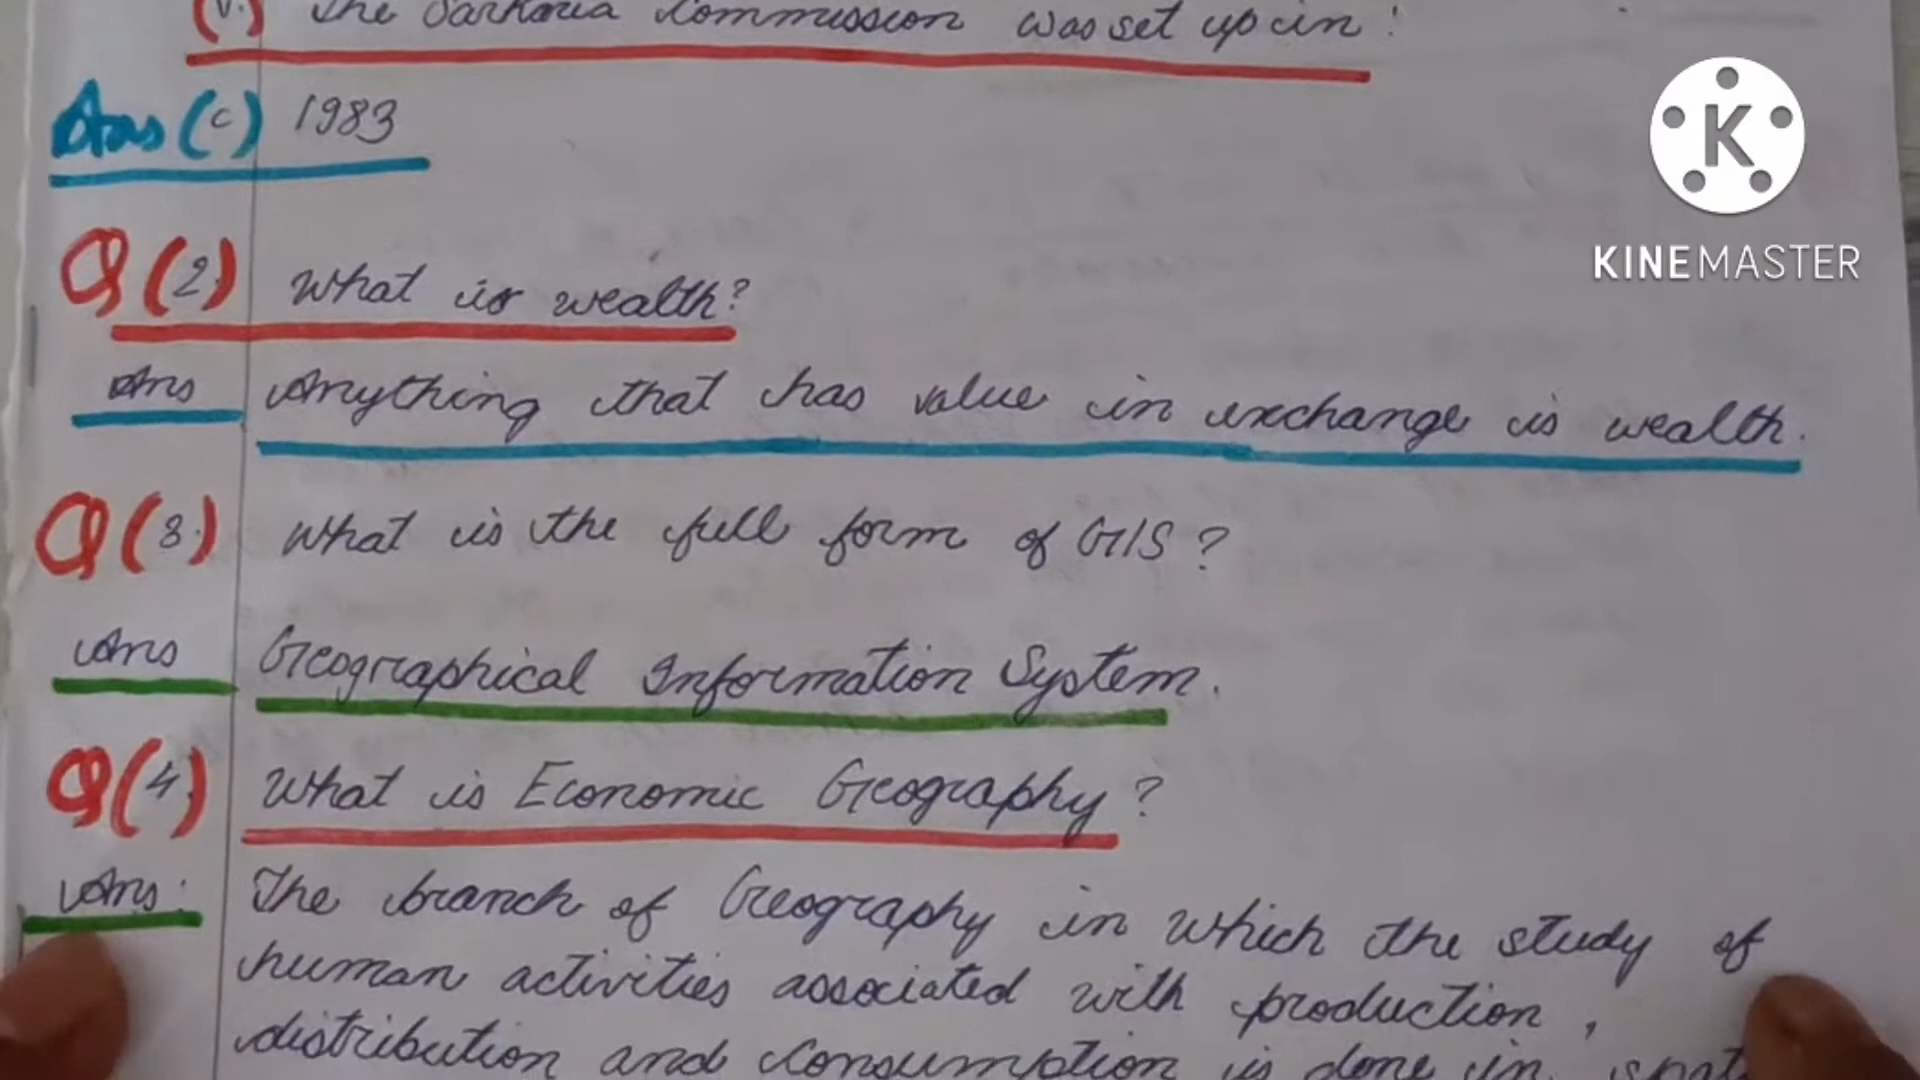 (v.) The Sarkaria Commission was set up in:
Ans (c) 1983
KINEMASTER
Q (2) What is wealth?
Ans Anything that has value in exchange is wealth.
Q (3.) What is the full form of GIS?
Ans Geographical Information System.
Q (4.) What is Economic Geography?
Ans: The branch of Geography in which the study of
human activities associated with production,
distribution and consumption is done in